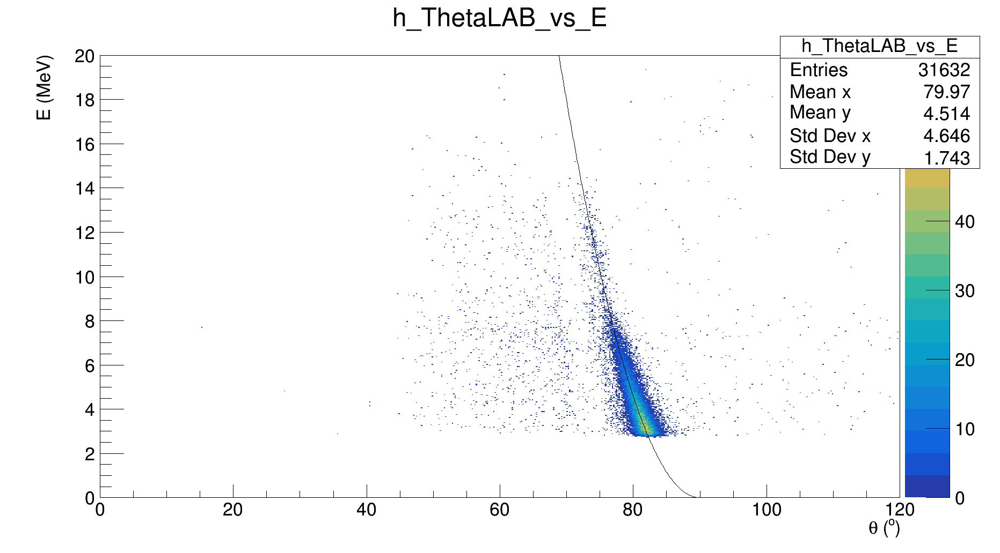 h_ThetaLAB_vs_E
E (MeV)
h_ThetaLAB_vs_E
Entries 31632
Mean x 79.97
Mean y 4.514
Std Dev x 4.646
Std Dev y 1.743
20
18
16
14
12
10
8
6
4
2
0
0 20 40 60 80 100 120
θ (°)
40
30
20
10
0